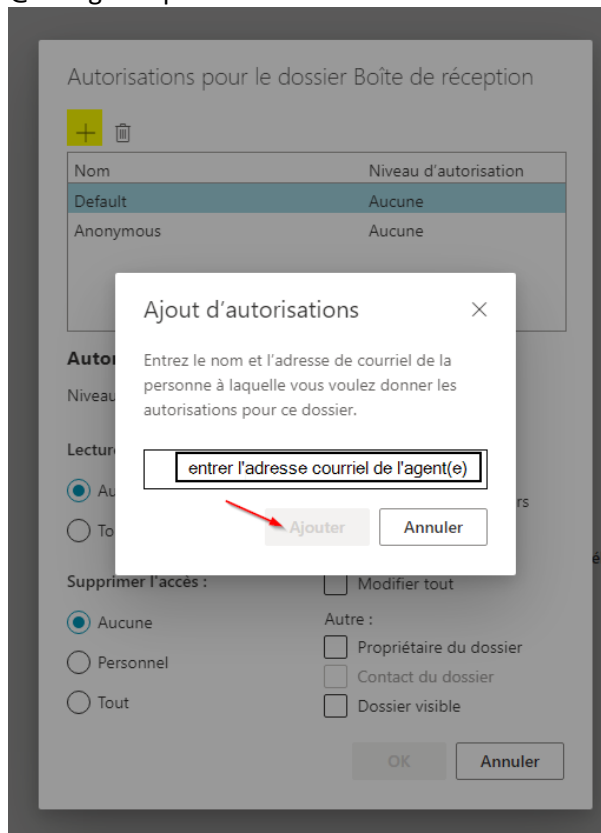 Autorisations pour le dossier Boîte de réception
Nom Niveau d'autorisation
Default Aucune
Anonymous Aucune
Ajout d'autorisations
Entrez le nom et l'adresse de courriel de la
personne à laquelle vous voulez donner les
autorisations pour ce dossier.
entrer l'adresse courriel de l'agent(e)
Ajouter Annuler
Supprimer l'accès : Modifier tout
Aucune Autre :
Personnel Propriétaire du dossier
Contact du dossier
Tout Dossier visible
OK Annuler